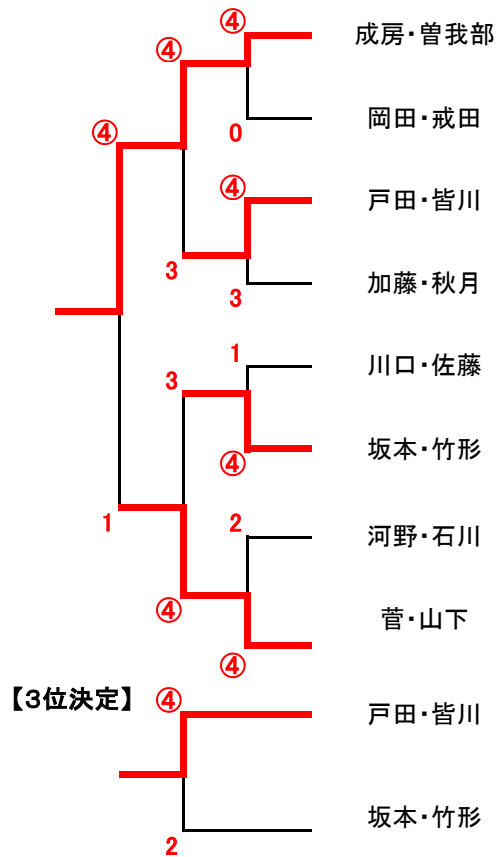 ④
成房・曽我部
④
④
0
岡田・戒田
④
戸田・皆川
3
3
加藤・秋月
1
川口・佐藤
3
④
坂本・竹形
1
2
河野・石川
④
菅・山下
④
【3位決定】
④
戸田・皆川
坂本・竹形
2